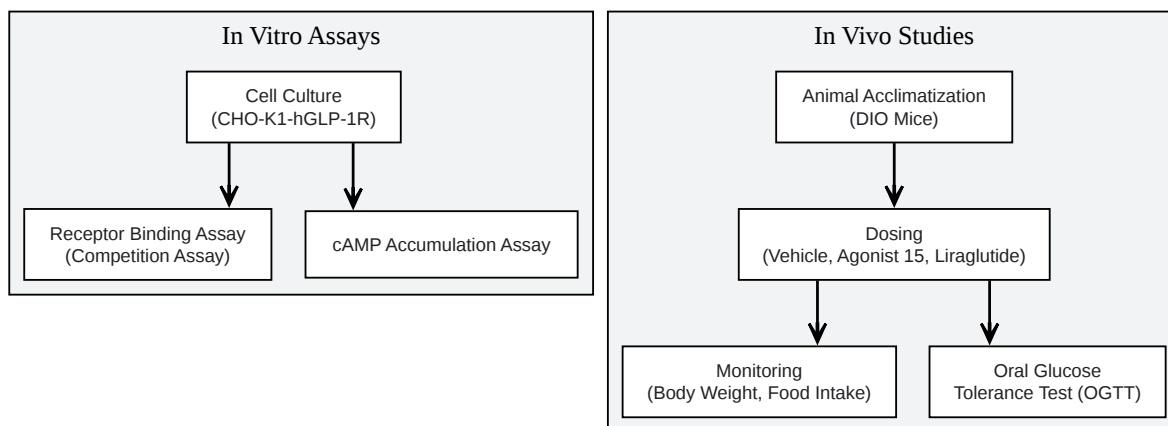 In Vitro Assays
Cell Culture
(CHO-K1-hGLP-1R)
Receptor Binding Assay
(Competition Assay)
cAMP Accumulation Assay
In Vivo Studies
Animal Acclimatization
(DIO Mice)
Dosing
(Vehicle, Agonist 15, Liraglutide)
Monitoring
(Body Weight, Food Intake)
Oral Glucose
Tolerance Test (OGTT)